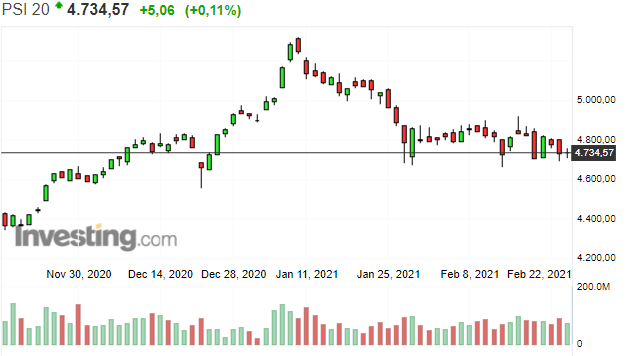 PSI 20 4.734,57 +5,06 (+0,11%)
5.000,00
4.800,00
4.734,57
4.600,00
4.400,00
Investing.com
4.200,00
Nov 30, 2020 Dec 14, 2020 Dec 28, 2020 Jan 11, 2021 Jan 25, 2021 Feb 8, 2021 Feb 22, 2021
200.0M
0